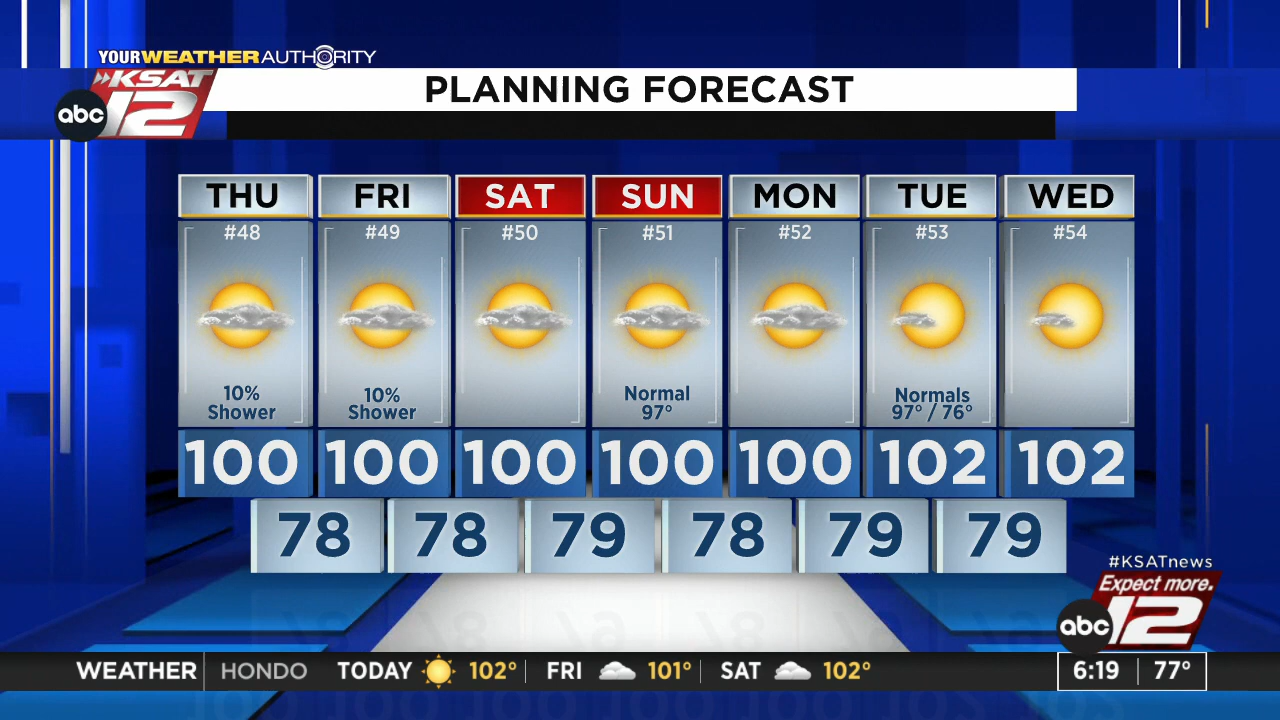 YOURWEATHERAUTHORITY
KSAT
abc 12
PLANNING FORECAST
THU FRI SAT SUN MON TUE WED
#48 #49 #50 #51 #52 #53 #54
10% 10% Normal Normals
Shower Shower 97° 97° / 76°
100 100 100 100 100 102 102
78 78 79 78 79 79
#KSATnews
Expect more.
abc 12
WEATHER HONDO TODAY 102° FRI 101° SAT 102° 6:19 77°